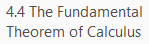 4.4 The Fundamental
Theorem of Calculus